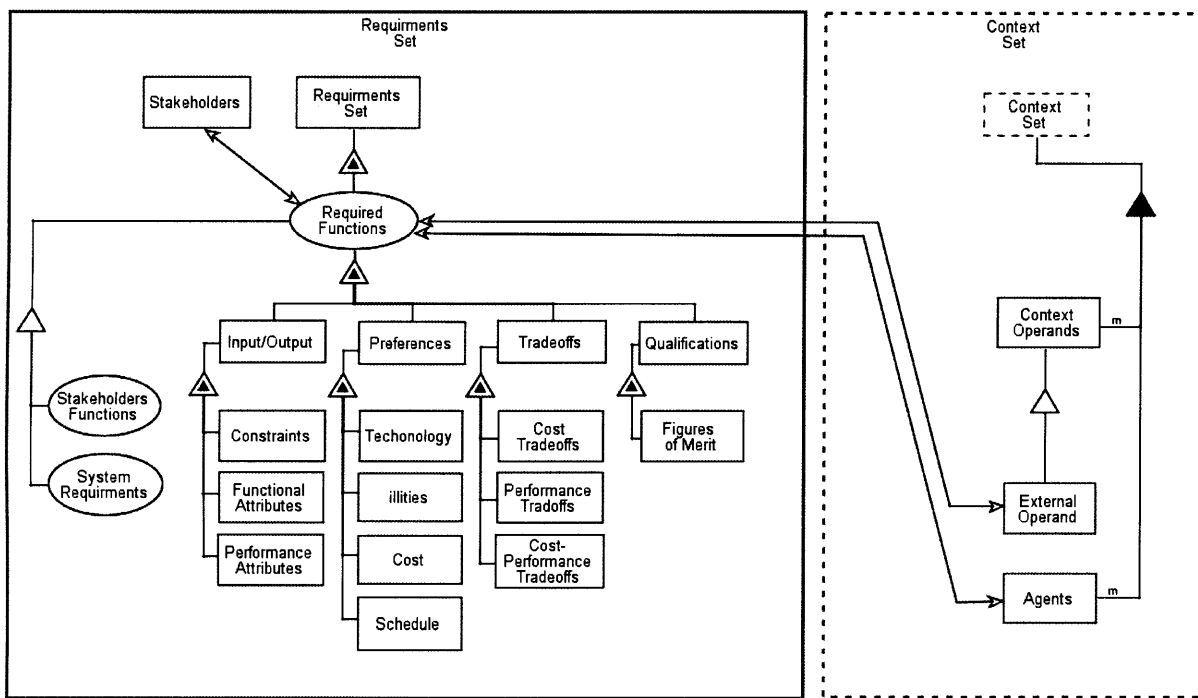 Requirments
Set
Context
Set
Stakeholders
Requirments
Set
Context
Set
Required
Functions
Input/Output
Preferences
Tradeoffs
Qualifications
Context
Operands
m
Stakeholders
Functions
System
Requirments
Constraints
Functional
Attributes
Performance
Attributes
Techonology
illities
Cost
Schedule
Cost
Tradeoffs
Performance
Tradoffs
Cost-
Performance
Tradeoffs
Figures
of Merit
External
Operand
Agents
m